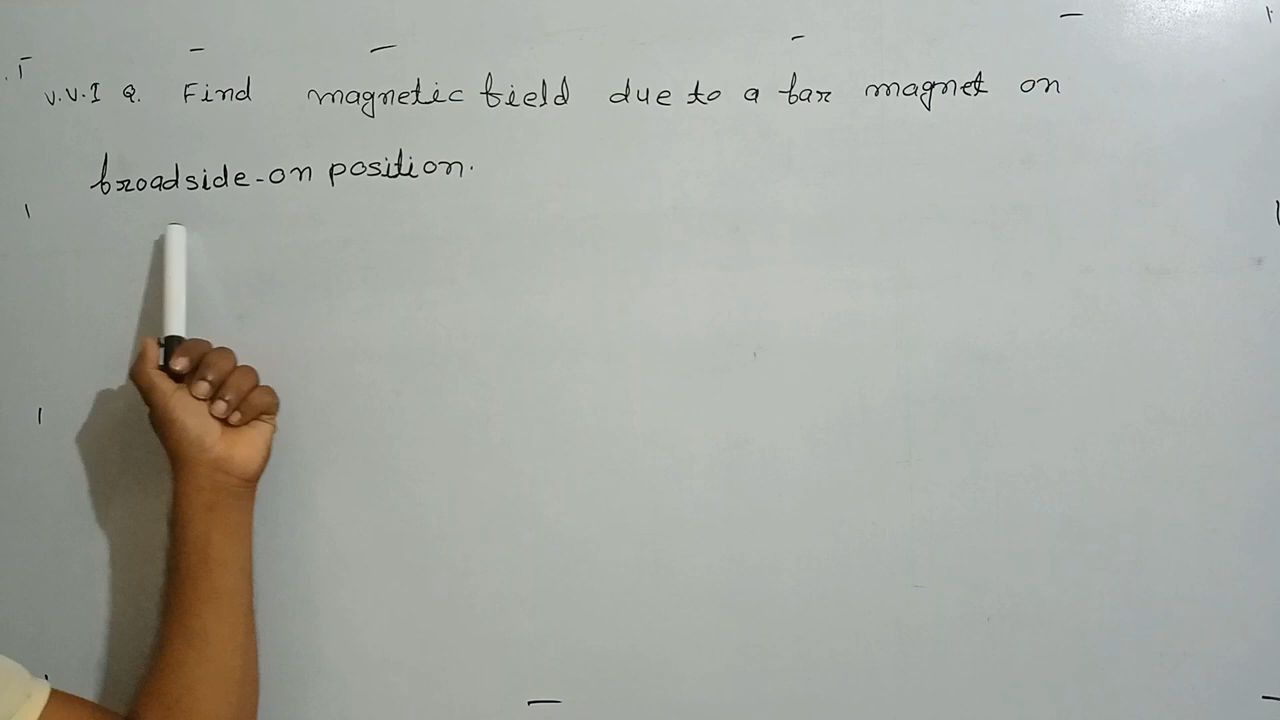 V.V.I Q. Find magnetic field due to a bar magnet on
broadside-on position.